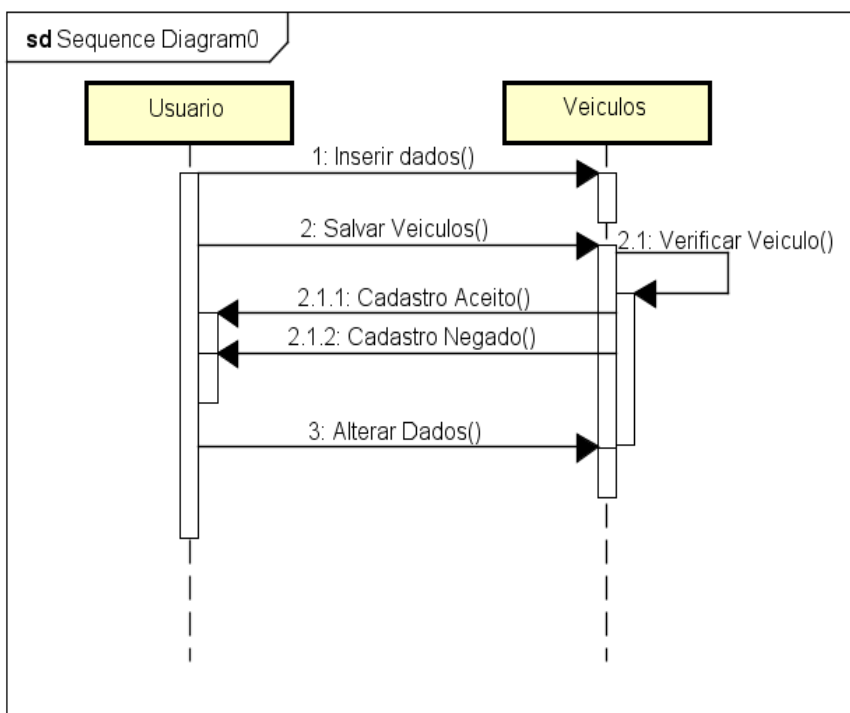 sd Sequence Diagram0
Usuario
Veiculos
1: Inserir dados()
2: Salvar Veiculos()
2.1: Verificar Veiculo()
2.1.1: Cadastro Aceito()
2.1.2: Cadastro Negado()
3: Alterar Dados()